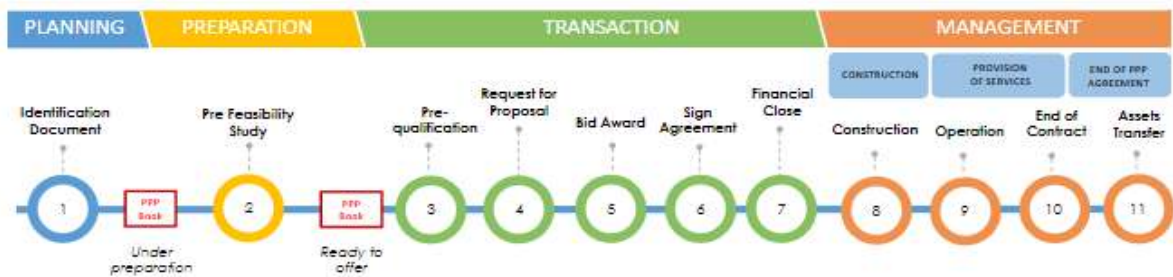 PLANNING
PREPARATION
TRANSACTION
MANAGEMENT
CONSTRUCTION
PROVISION
OF SERVICES
END OF PPP
AGREEMENT
Identification
Document
Pre Feasibility
Study
Pre-
qualification
Request for
Proposal
Bid Award
Sign
Agreement
Financial
Close
Construction
Operation
End of
Contract
Assets
Transfer
1
PPP
Book
2
PPP
Book
3
4
5
6
7
8
9
10
11
Under
preparation
Ready to
offer